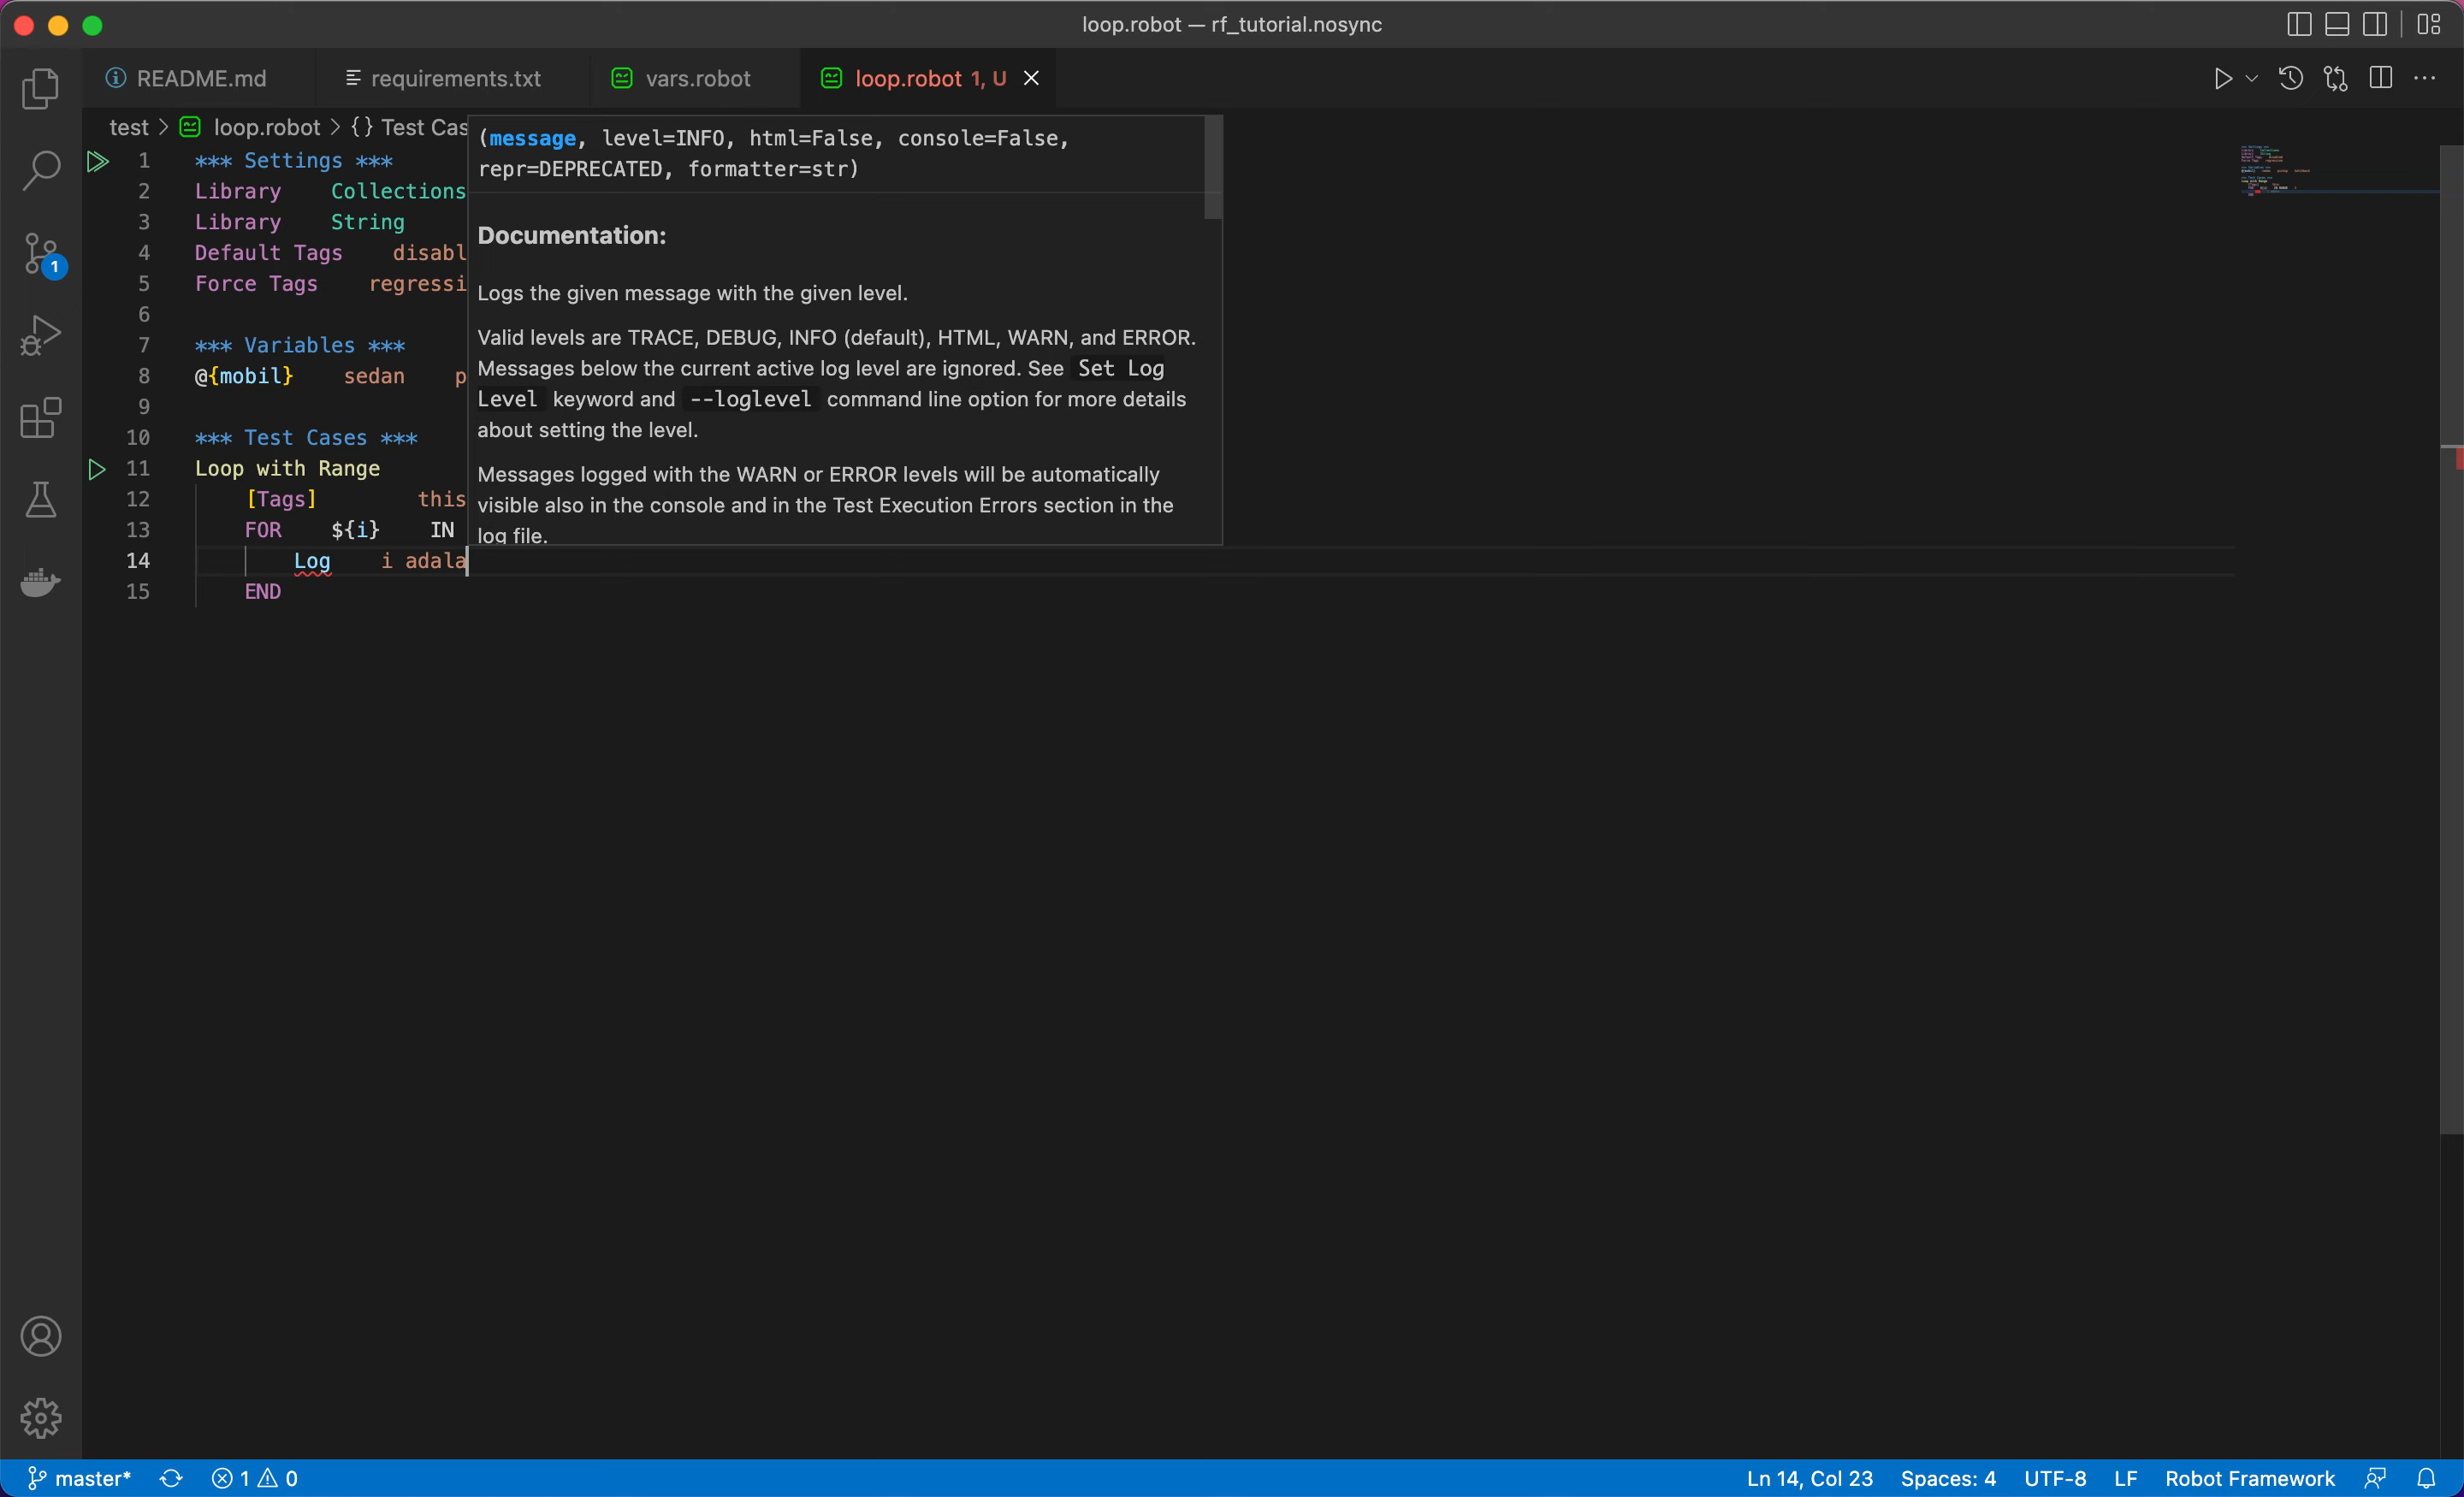 loop.robot — rf_tutorial.nosync
README.md requirements.txt vars.robot loop.robot 1, U
test > loop.robot > {} Test Cas
(message, level=INFO, html=False, console=False,
repr=DEPRECATED, formatter=str)
Documentation:
Logs the given message with the given level.
Valid levels are TRACE, DEBUG, INFO (default), HTML, WARN, and ERROR.
Messages below the current active log level are ignored. See Set Log
Level keyword and --loglevel command line option for more details
about setting the level.
Messages logged with the WARN or ERROR levels will be automatically
visible also in the console and in the Test Execution Errors section in the
log file.
1 *** Settings ***
2 Library    Collections
3 Library    String
4 Default Tags    disabl
5 Force Tags    regressi
6
7 *** Variables ***
8 @{mobil}    sedan    p
9
10 *** Test Cases ***
11 Loop with Range
12     [Tags]        this
13     FOR    ${i}    IN
14         Log    i adala
15     END
1
master* 1 0 Ln 14, Col 23 Spaces: 4 UTF-8 LF Robot Framework